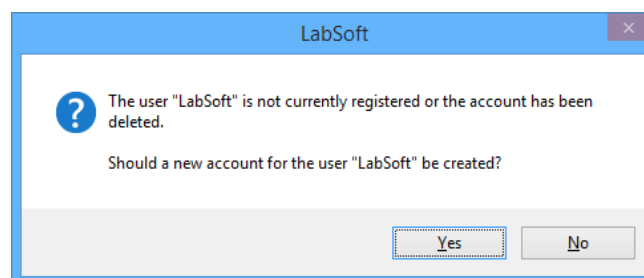 LabSoft
The user "LabSoft" is not currently registered or the account has been
deleted.
Should a new account for the user "LabSoft" be created?
Yes
No